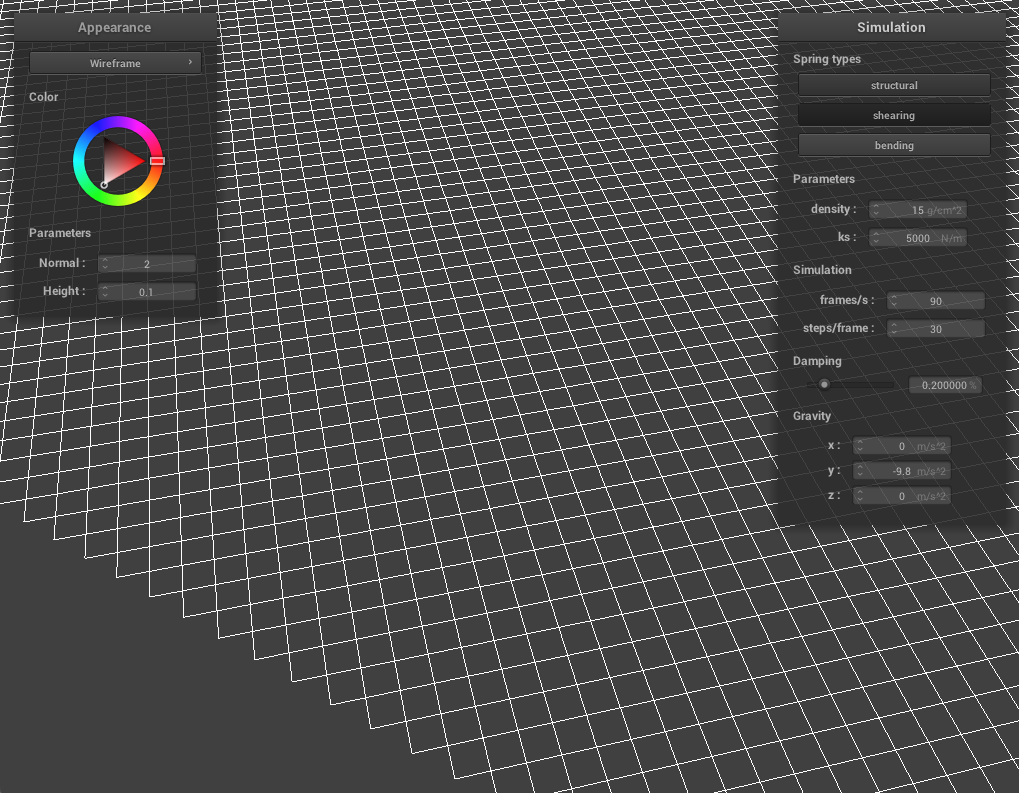 Appearance
Wireframe
Color
Parameters
Normal : 2
Height : 0.1
Simulation
Spring types
structural
shearing
bending
Parameters
density : 15 g/cm^2
ks : 5000 N/m
Simulation
frames/s : 90
steps/frame : 30
Damping
0.200000 %
Gravity
x : 0 m/s^2
y : -9.8 m/s^2
z : 0 m/s^2